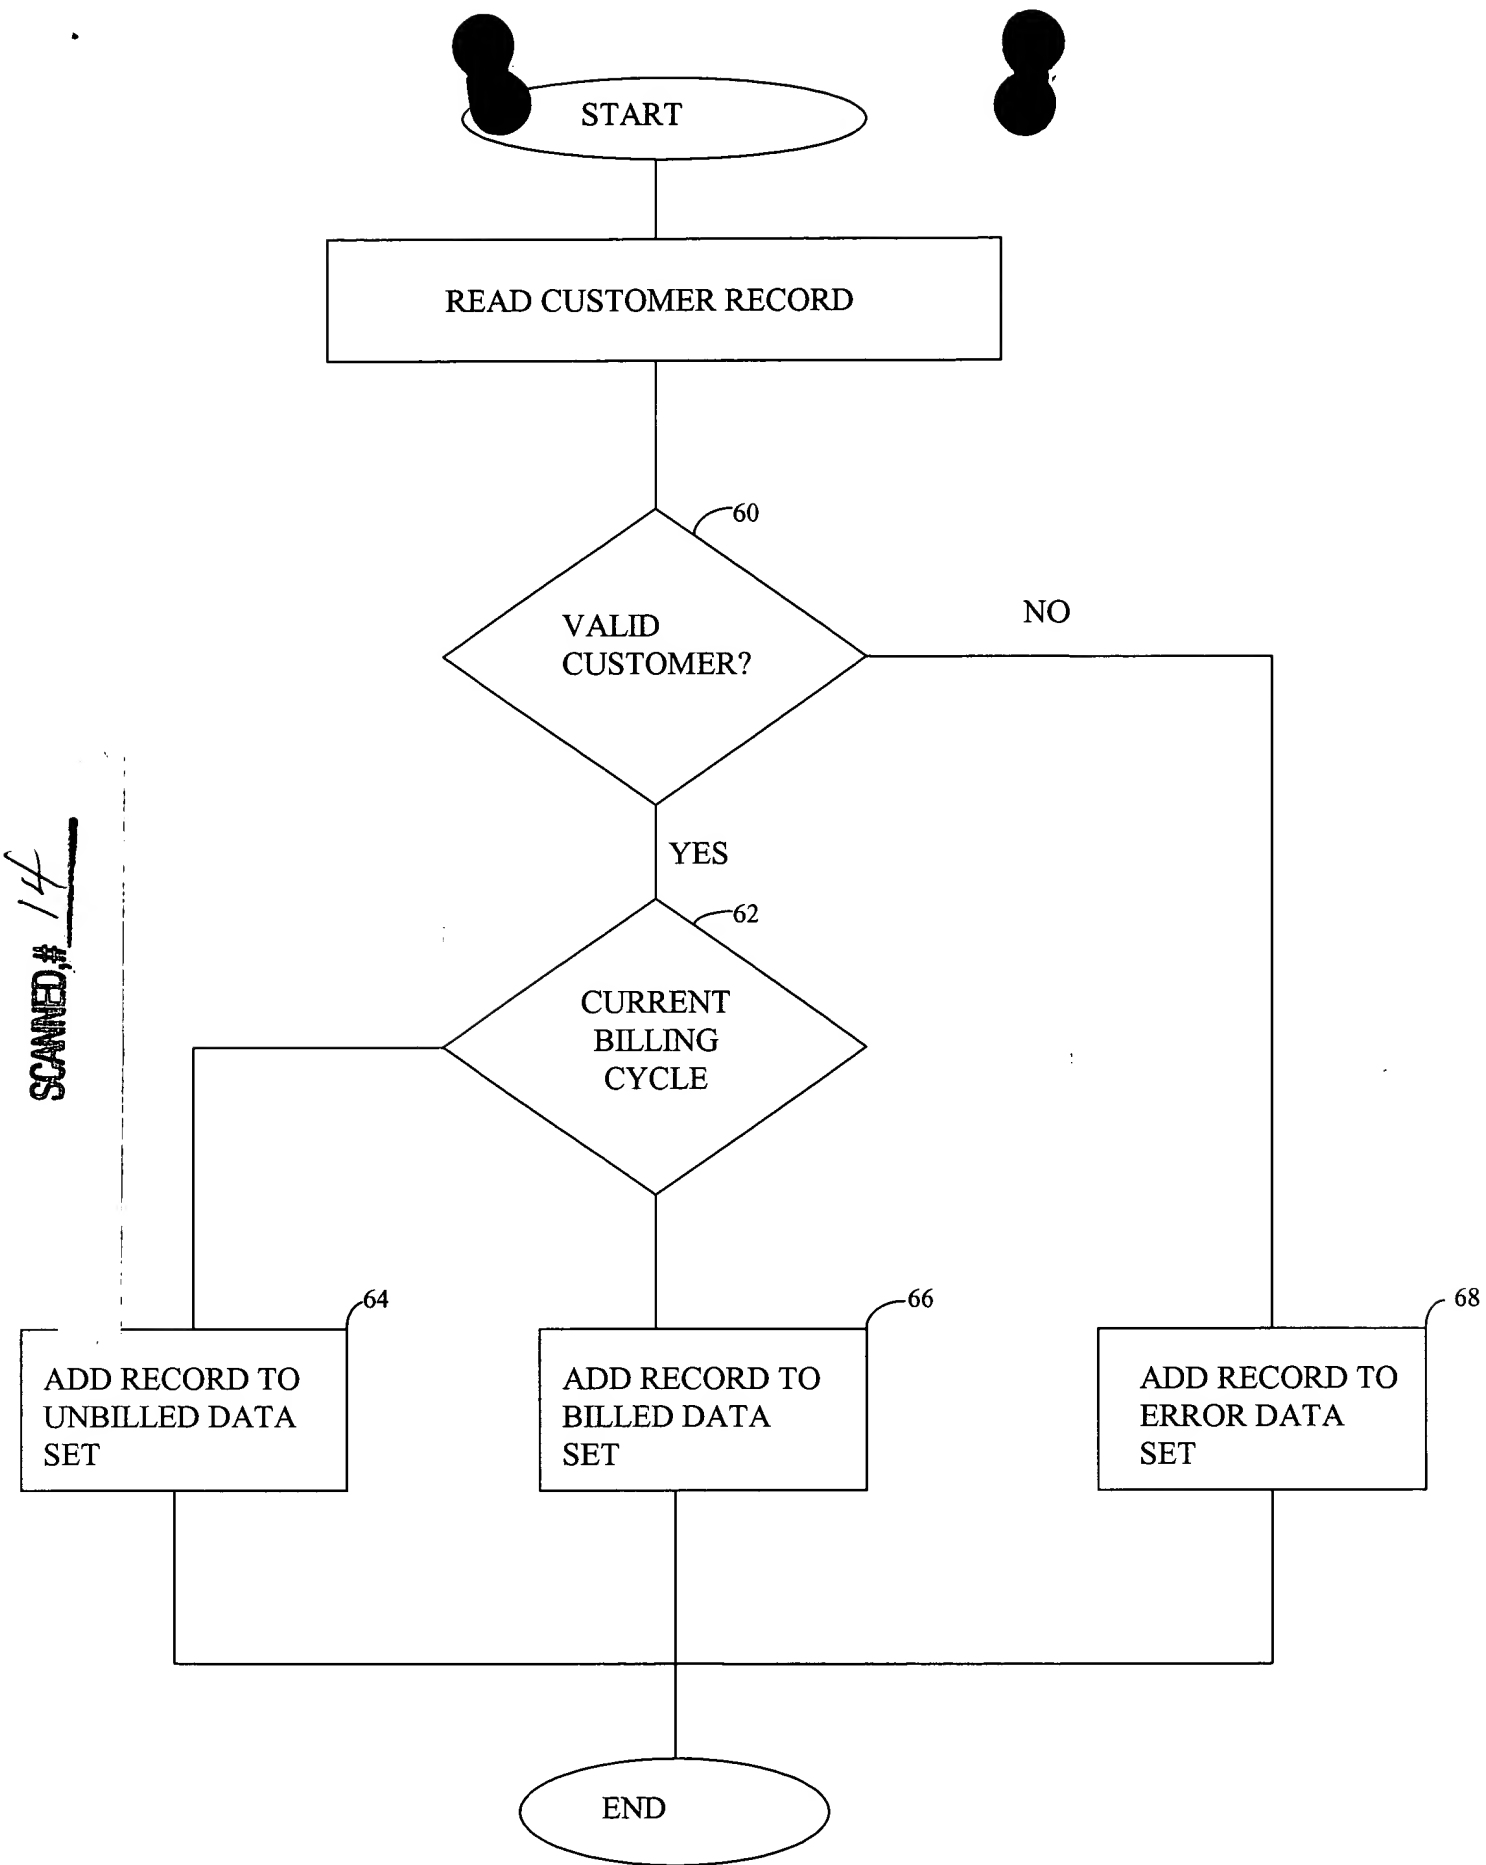 START
READ CUSTOMER RECORD
60
VALID
CUSTOMER?
NO
YES
62
CURRENT
BILLING
CYCLE
SCANNED,# 14
64
66
68
ADD RECORD TO
UNBILLED DATA
SET
ADD RECORD TO
BILLED DATA
SET
ADD RECORD TO
ERROR DATA
SET
END